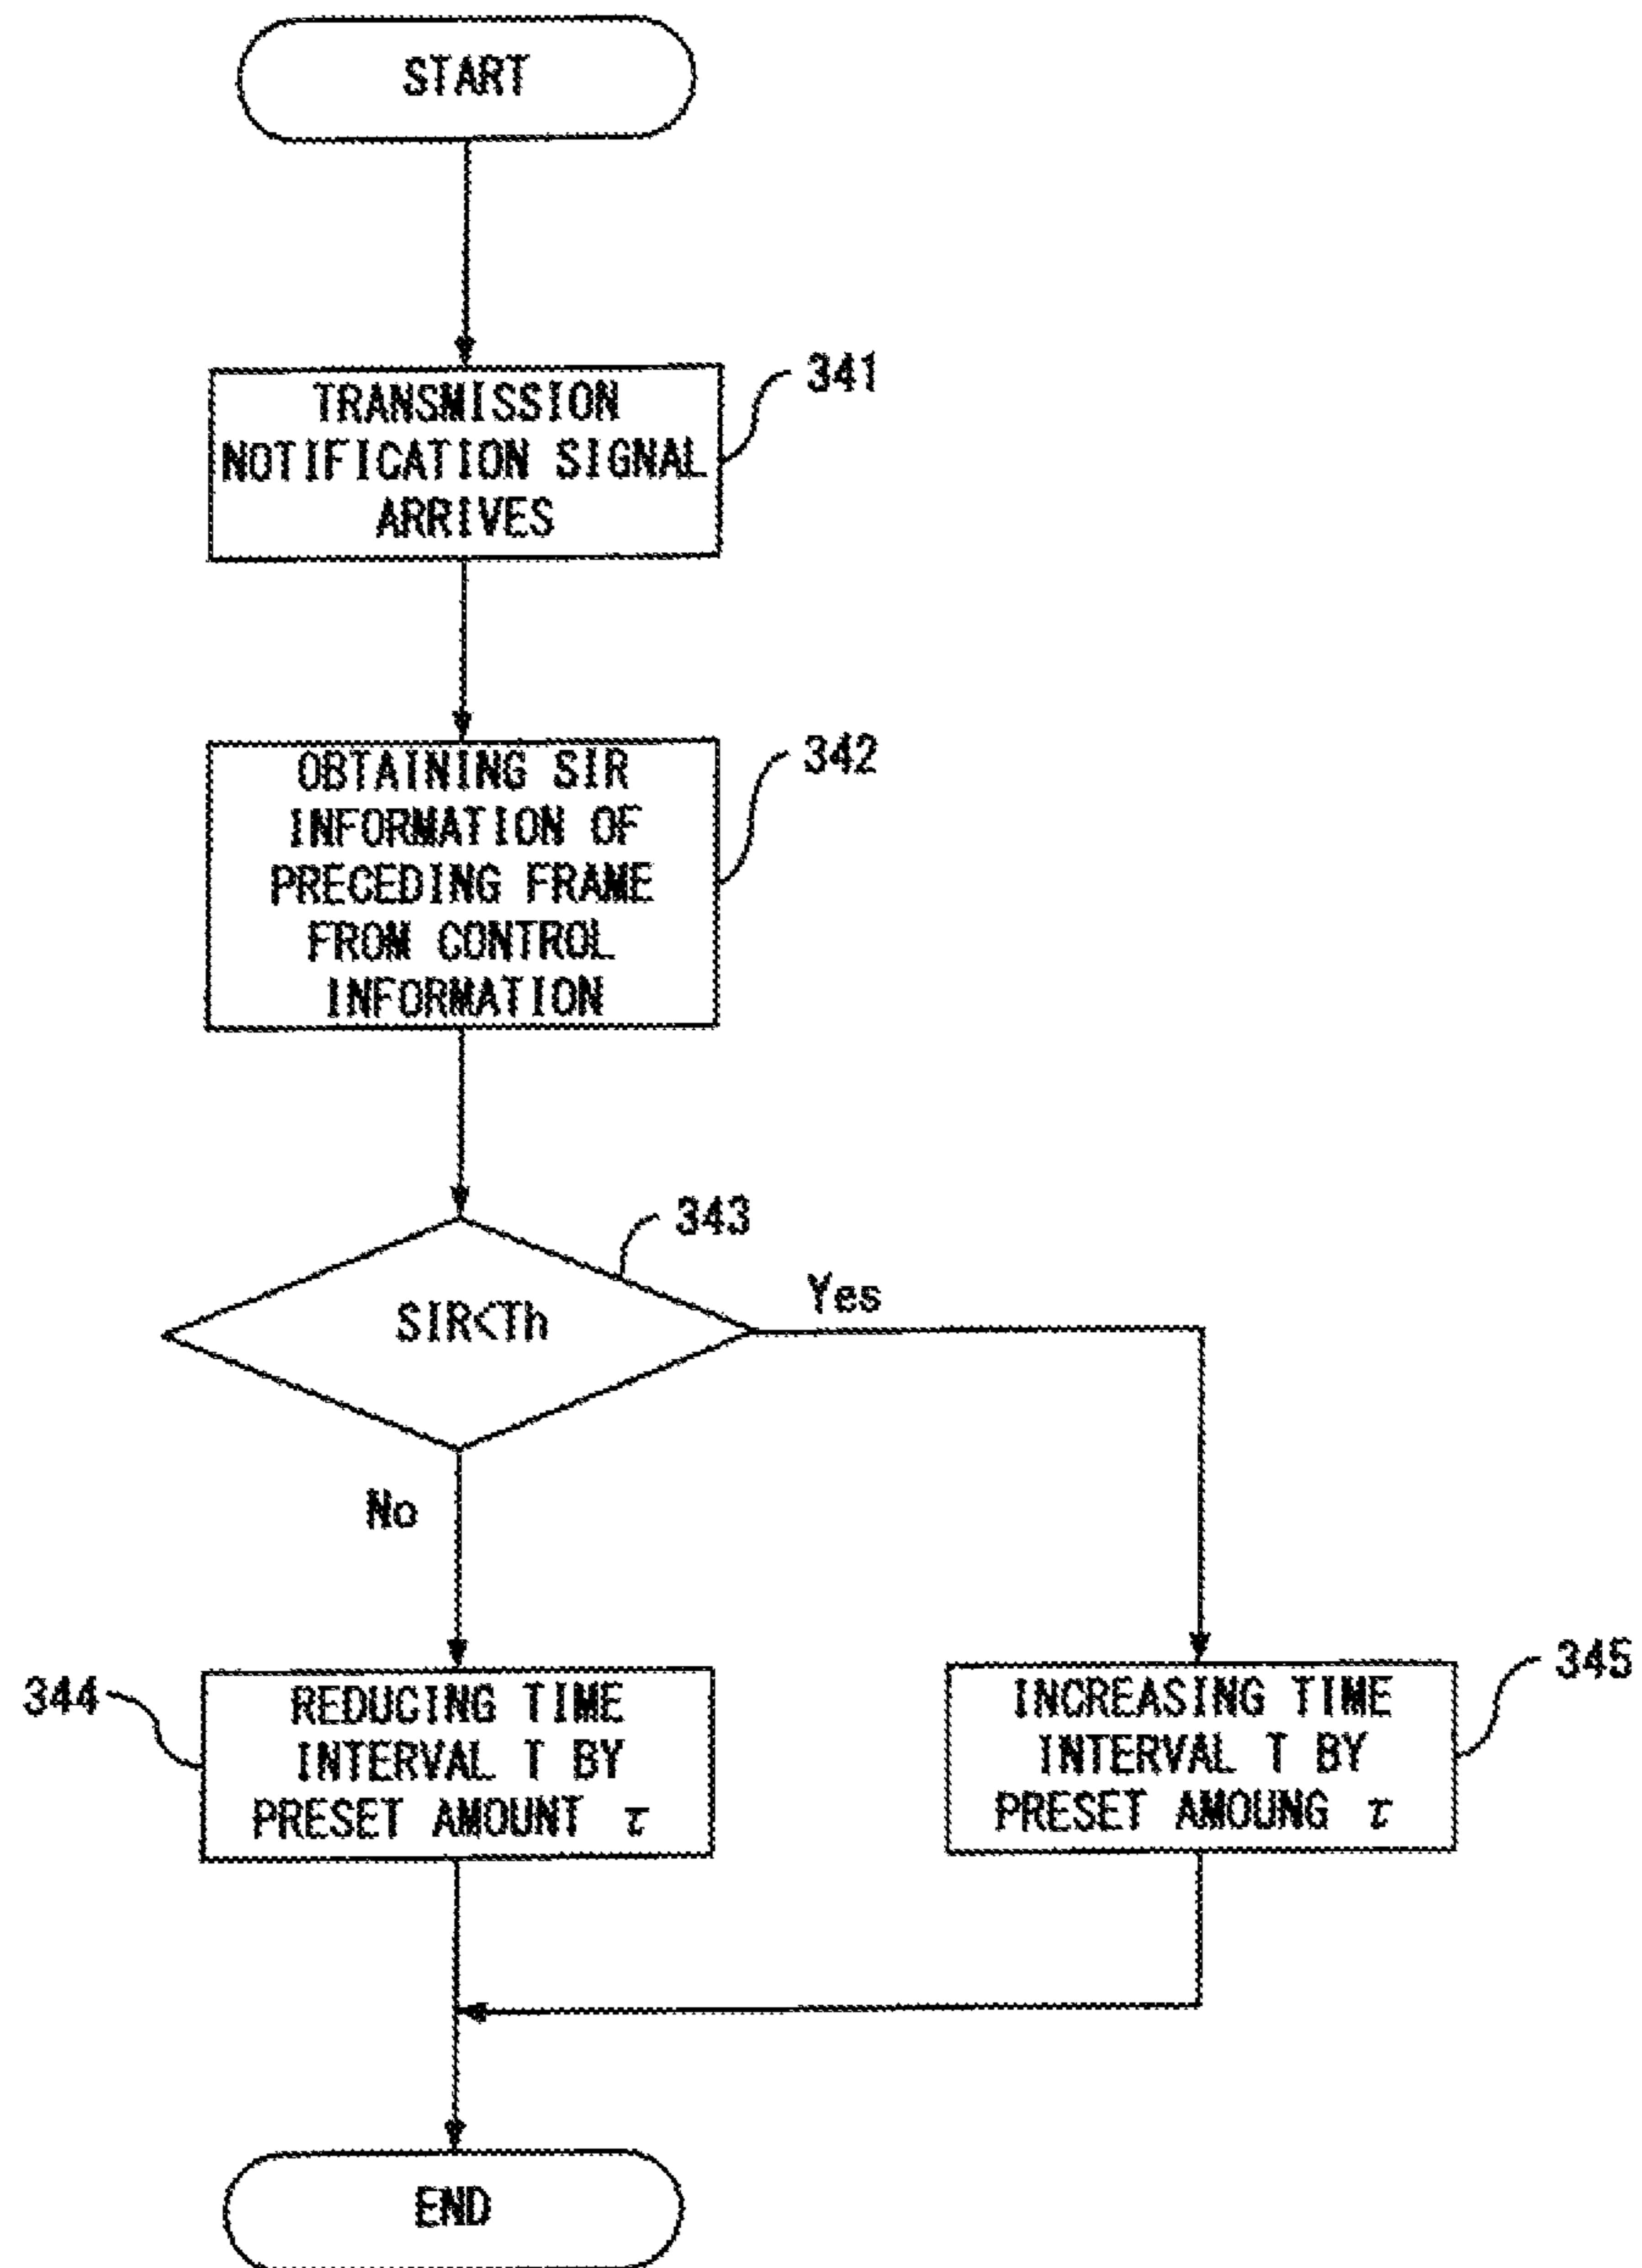 START
341
TRANSMISSION
NOTIFICATION SIGNAL
ARRIVES
342
OBTAINING SIR
INFORMATION OF
PRECEDING FRAME
FROM CONTROL
INFORMATION
343
SIR<Th
Yes
No
344
REDUCING TIME
INTERVAL T BY
PRESET AMOUNT τ
345
INCREASING TIME
INTERVAL T BY
PRESET AMOUNG τ
END